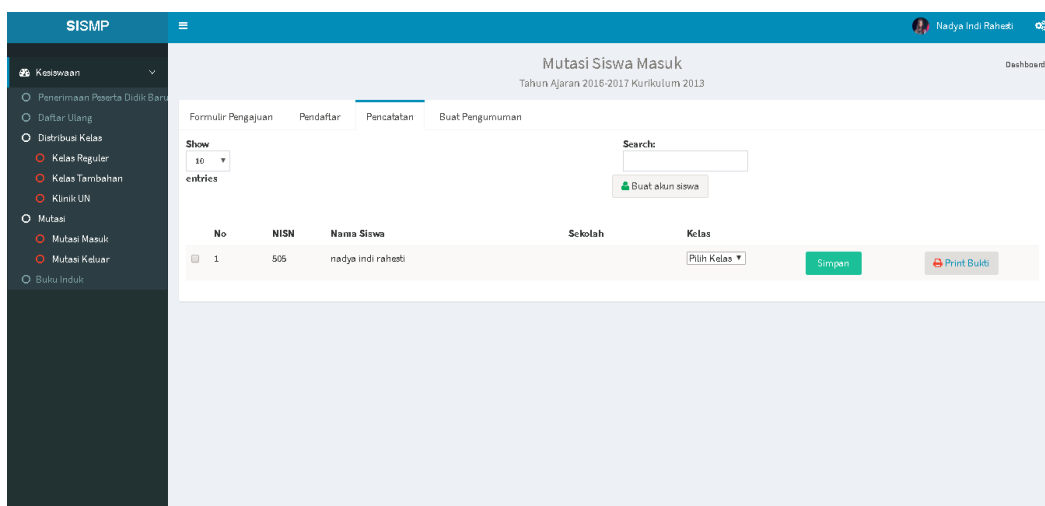 SISMP
Nadya Indi Rahesti
Kesiswaan
Penerimaan Peserta Didik Baru
Daftar Ulang
Distribusi Kelas
Kelas Reguler
Kelas Tambahan
Klinik UN
Mutasi
Mutasi Masuk
Mutasi Keluar
Buku Induk
Mutasi Siswa Masuk
Tahun Ajaran 2016-2017 Kurikulum 2013
Dashboard
Formulir Pengajuan Pendaftar Pencatatan Buat Pengumuman
Show
10
entries
Search:
Buat akun siswa
No NISN Nama Siswa Sekolah Kelas
1 505 nadya indi rahesti Pilih Kelas Simpan Print Bukti